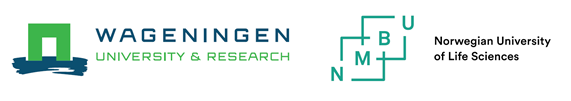 WAGENINGEN
UNIVERSITY & RESEARCH
N M B U
Norwegian University
of Life Sciences